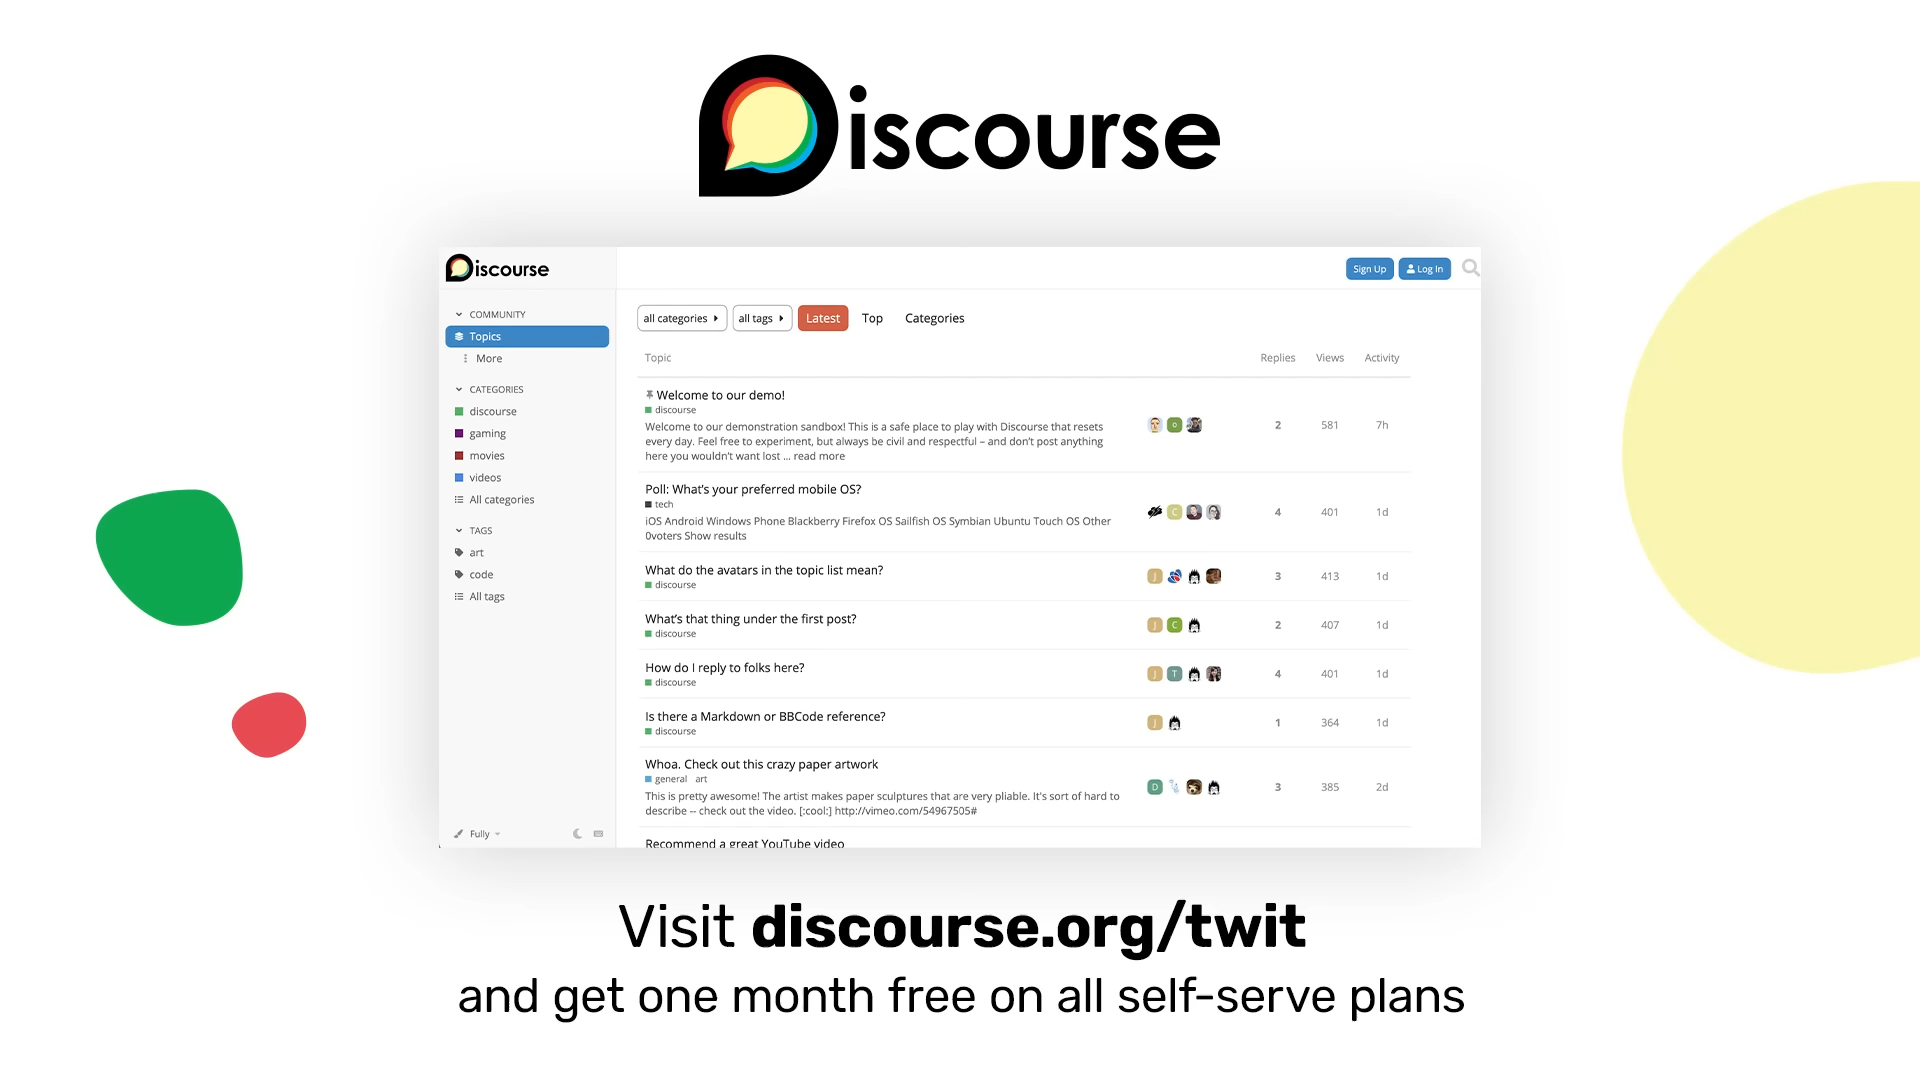 Discourse
Discourse
Sign Up
Log In
COMMUNITY
Topics
More
CATEGORIES
discourse
gaming
movies
videos
All categories
TAGS
art
code
All tags
Fully
all categories
all tags
Latest
Top
Categories
Topic Replies Views Activity
Welcome to our demo!
discourse
Welcome to our demonstration sandbox! This is a safe place to play with Discourse that resets
every day. Feel free to experiment, but always be civil and respectful – and don't post anything
here you wouldn't want lost ... read more
2 581 7h
Poll: What's your preferred mobile OS?
tech
iOS Android Windows Phone Blackberry Firefox OS Sailfish OS Symbian Ubuntu Touch OS Other
0voters Show results
C
4 401 1d
What do the avatars in the topic list mean?
discourse
J
3 413 1d
What's that thing under the first post?
discourse
J C
2 407 1d
How do I reply to folks here?
discourse
J T
4 401 1d
Is there a Markdown or BBCode reference?
discourse
J
1 364 1d
Whoa. Check out this crazy paper artwork
general art
This is pretty awesome! The artist makes paper sculptures that are very pliable. It's sort of hard to
describe -- check out the video. [:cool:] http://vimeo.com/54967505#
D
3 385 2d
Recommend a great YouTube video
Visit discourse.org/twit
and get one month free on all self-serve plans